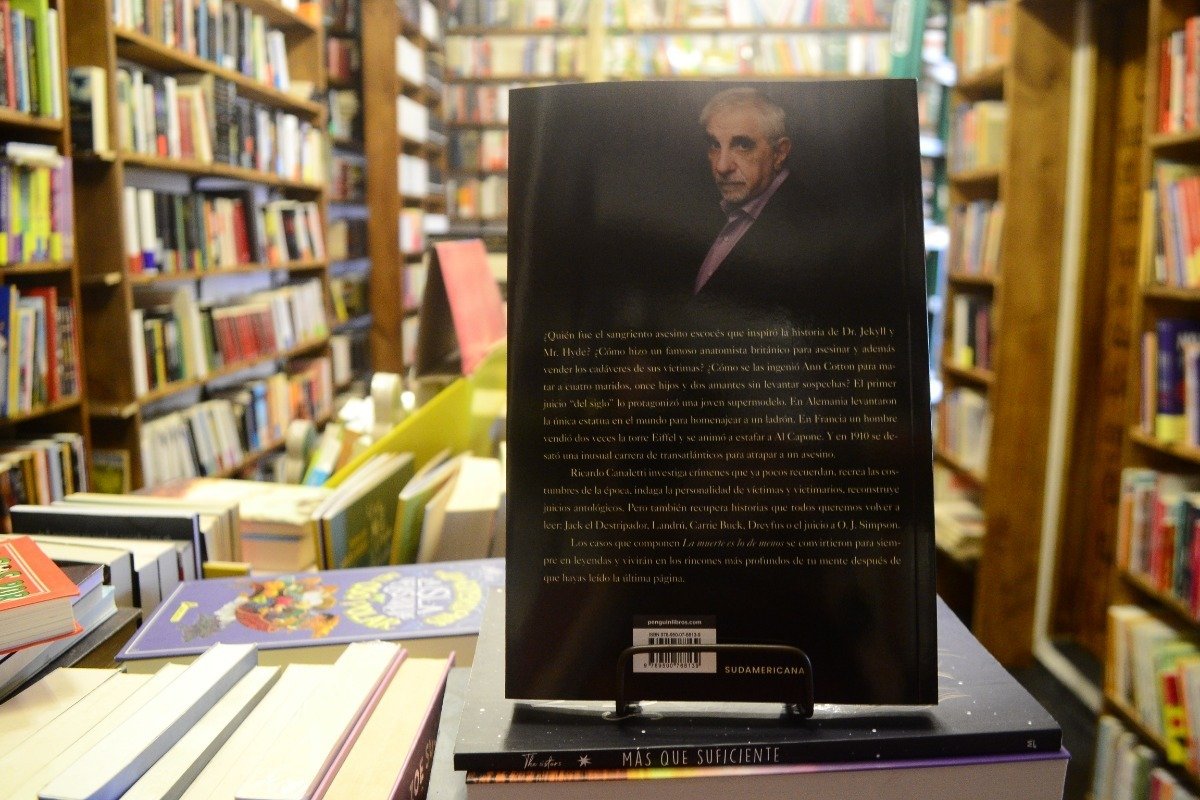 ¿Quién fue el sangriento asesino escocés que inspiró la historia de Dr. Jekyll y
Mr. Hyde? ¿Cómo hizo un famoso anatomista británico para asesinar y además
vender los cadáveres de sus víctimas? ¿Cómo se las ingenió Ann Cotton para ma-
tar a cuatro maridos, once hijos y dos amantes sin levantar sospechas? El primer
juicio “del siglo” lo protagonizó una joven supermodelo. En Alemania levantaron
la única estatua en el mundo para homenajear a un ladrón. En Francia un hombre
vendió dos veces la torre Eiffel y se animó a estafar a Al Capone. Y en 1910 se de-
sató una inusual carrera de transatlánticos para atrapar a un asesino.
Ricardo Canaletti investiga crímenes que ya pocos recuerdan, recrea las cos-
tumbres de la época, indaga la personalidad de víctimas y victimarios, reconstruye
juicios antológicos. Pero también recupera historias que todos queremos volver a
leer: Jack el Destripador, Landrú, Carrie Buck, Dreyfus o el juicio a O. J. Simpson.
Los casos que componen La muerte es lo de menos se convirtieron para siem-
pre en leyendas y vivirán en los rincones más profundos de tu mente después de
que hayas leído la última página.
penguinlibros.com
SUDAMERICANA
The sisters MÁS QUE SUFICIENTE